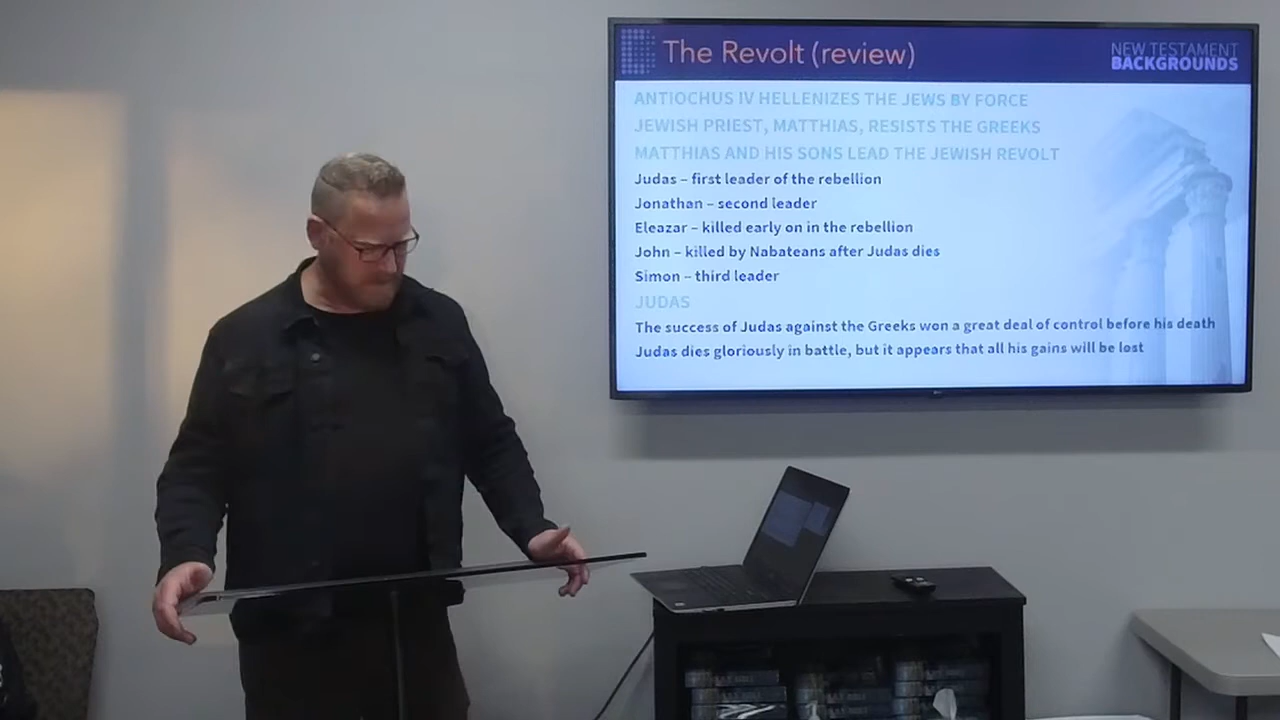 The Revolt (review)
NEW TESTAMENT
BACKGROUNDS
ANTIOCHUS IV HELLENIZES THE JEWS BY FORCE
JEWISH PRIEST, MATTHIAS, RESISTS THE GREEKS
MATTHIAS AND HIS SONS LEAD THE JEWISH REVOLT
Judas – first leader of the rebellion
Jonathan – second leader
Eleazar – killed early on in the rebellion
John – killed by Nabateans after Judas dies
Simon – third leader
JUDAS
The success of Judas against the Greeks won a great deal of control before his death
Judas dies gloriously in battle, but it appears that all his gains will be lost